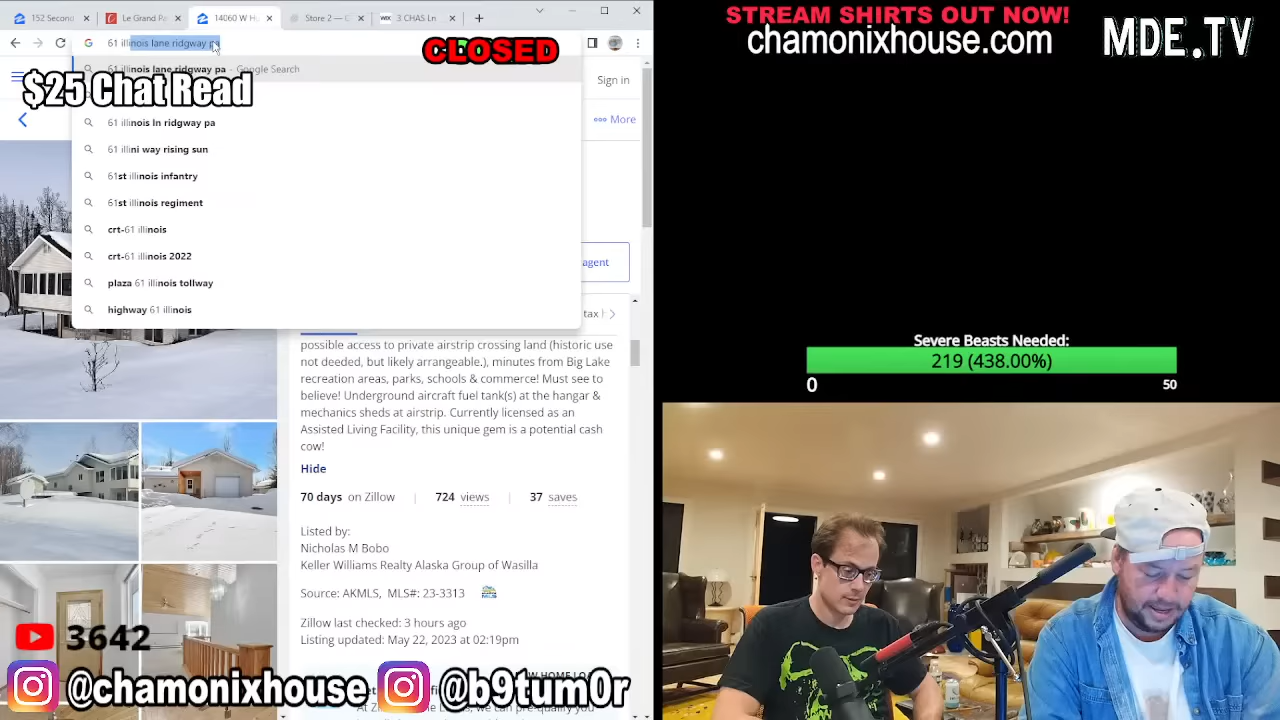 152 Second
Le Grand Pa
14060 W Hu
Store 2 – C
3 CHAS Ln
61 illinois lane ridgway pa
61 illinois lane ridgway pa - Google Search
CLOSED
$25 Chat Read
61 illinois ln ridgway pa
61 illini way rising sun
61st illinois infantry
61st illinois regiment
crt-61 illinois
crt-61 illinois 2022
plaza 61 illinois tollway
highway 61 illinois
Sign in
More
agent
tax h
possible access to private airstrip crossing land (historic use
not deeded, but likely arrangeable.), minutes from Big Lake
recreation areas, parks, schools & commerce! Must see to
believe! Underground aircraft fuel tank(s) at the hangar &
mechanics sheds at airstrip. Currently licensed as an
Assisted Living Facility, this unique gem is a potential cash
cow!
Hide
70 days on Zillow | 724 views | 37 saves
Listed by:
Nicholas M Bobo
Keller Williams Realty Alaska Group of Wasilla
Source: AKMLS, MLS#: 23-3313
Zillow last checked: 3 hours ago
Listing updated: May 22, 2023 at 02:19pm
3642
@chamonixhouse
@b9tum0r
STREAM SHIRTS OUT NOW!
chamonixhouse.com
MDE.TV
Severe Beasts Needed:
219 (438.00%)
0
50